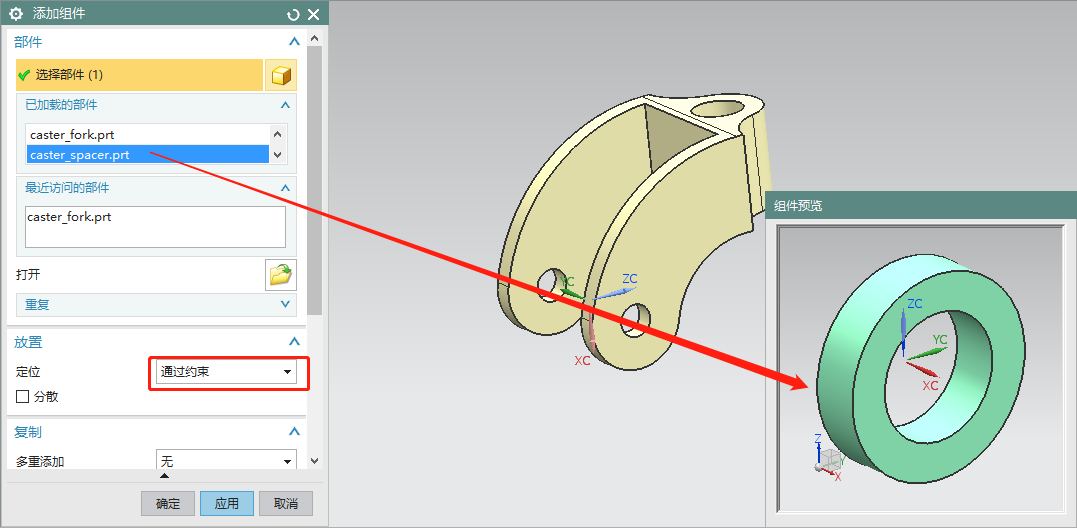 添加组件
部件
选择部件 (1)
已加载的部件
caster_fork.prt
caster_spacer.prt
最近访问的部件
caster_fork.prt
打开
重复
放置
定位
通过约束
分散
复制
多重添加
无
确定
应用
取消
YC
ZC
XC
组件预览
ZC
YC
XC
Z
Y
X